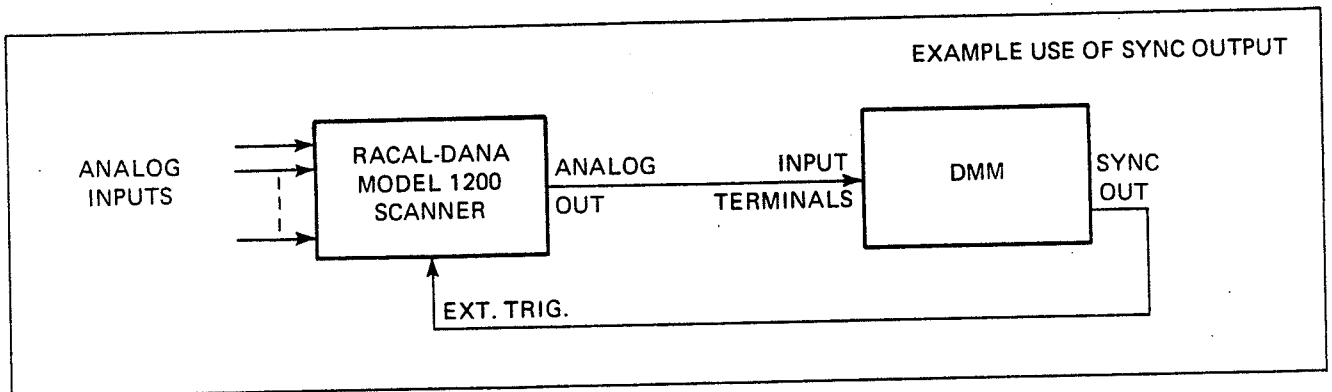 EXAMPLE USE OF SYNC OUTPUT
ANALOG
INPUTS
RACAL-DANA
MODEL 1200
SCANNER
ANALOG
OUT
INPUT
TERMINALS
DMM
SYNC
OUT
EXT. TRIG.